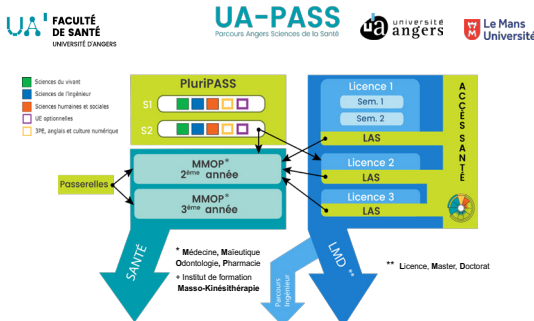 UA'
FACULTÉ
DE SANTÉ
UNIVERSITÉ D'ANGERS
UA-PASS
Parcours Angers Sciences de la Santé
ua
université
angers
Le Mans
Université
Sciences du vivant
Sciences de l'Ingénieur
Sciences humaines et sociales
UE optionnelles
3PE, anglais et culture numérique
PluriPASS
S1
S2
MMOP*
2ème année
MMOP*
3ème année
Passerelles
Licence 1
Sem. 1
Sem. 2
LAS
Licence 2
LAS
Licence 3
LAS
ACCÈS SANTÉ
SANTÉ
* Médecine, Maïeutique
Odontologie, Pharmacie
+ Institut de formation
Masso-Kinésithérapie
Parcours
Ingénieur
LMD **
** Licence, Master, Doctorat